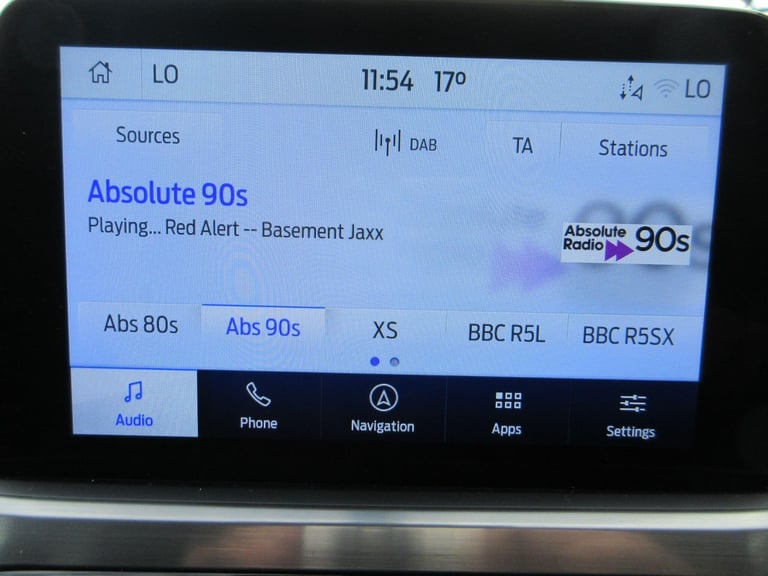 LO 11:54 17º LO
Sources DAB TA Stations
Absolute 90s
Playing... Red Alert -- Basement Jaxx
Absolute
Radio 90s
Abs 80s Abs 90s XS BBC R5L BBC R5SX
Audio Phone Navigation Apps Settings